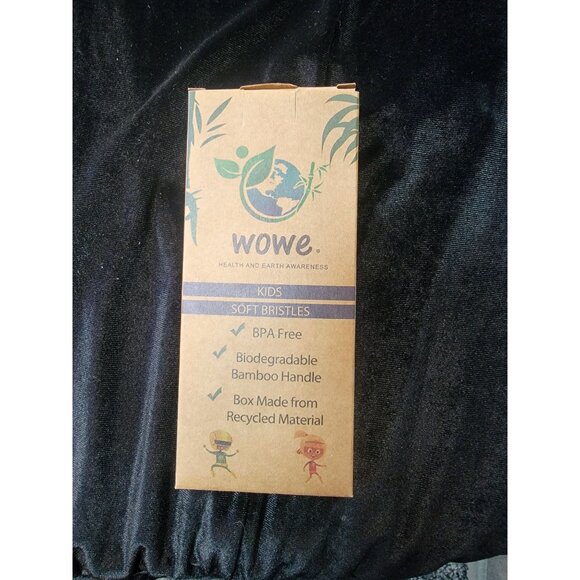 wowe®
HEALTH AND EARTH AWARENESS
KIDS
SOFT BRISTLES
BPA Free
Biodegradable
Bamboo Handle
Box Made from
Recycled Material